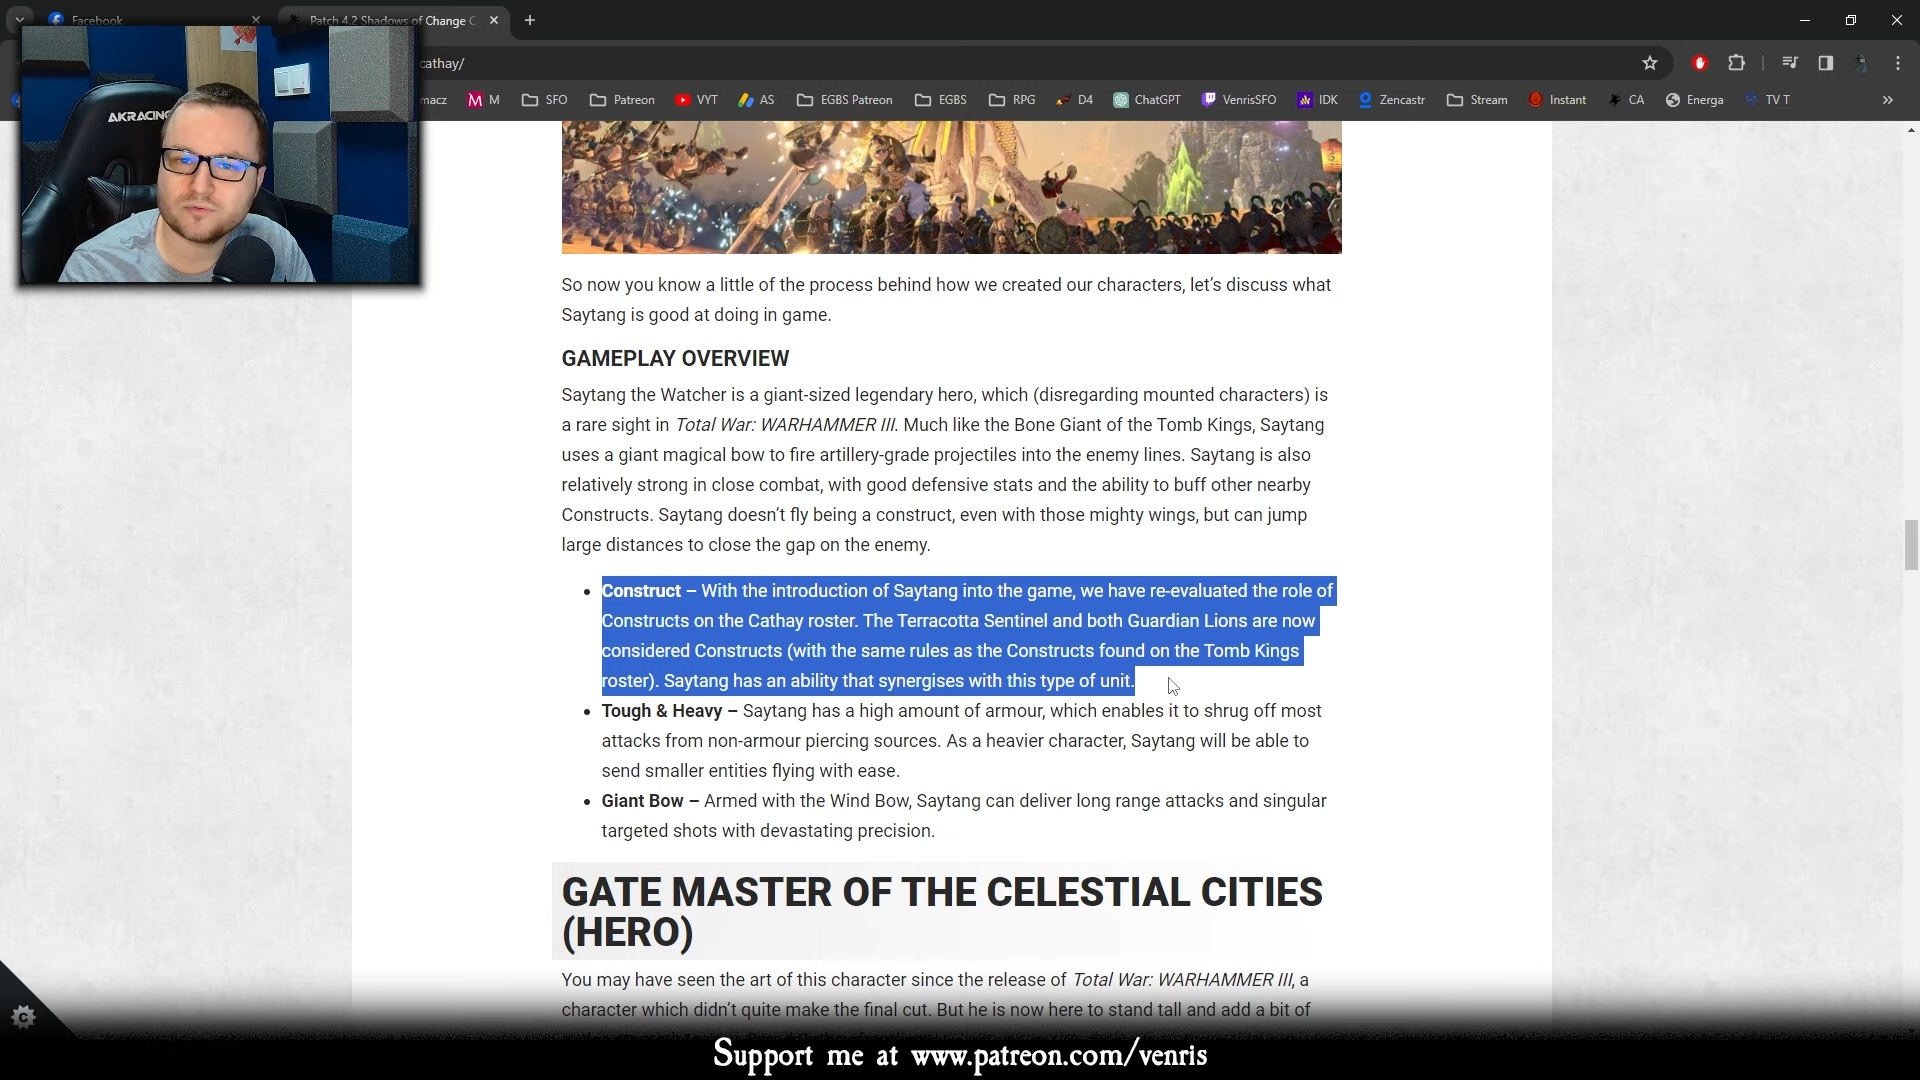 Facebook
Patch 4.2 Shadows of Change C
cathay/
macz M SFO Patreon VYT AS EGBS Patreon EGBS RPG D4 ChatGPT VenrisSFO IDK Zencastr Stream Instant CA Energa TV T
AKRACING
So now you know a little of the process behind how we created our characters, let's discuss what
Saytang is good at doing in game.
GAMEPLAY OVERVIEW
Saytang the Watcher is a giant-sized legendary hero, which (disregarding mounted characters) is
a rare sight in Total War: WARHAMMER III. Much like the Bone Giant of the Tomb Kings, Saytang
uses a giant magical bow to fire artillery-grade projectiles into the enemy lines. Saytang is also
relatively strong in close combat, with good defensive stats and the ability to buff other nearby
Constructs. Saytang doesn't fly being a construct, even with those mighty wings, but can jump
large distances to close the gap on the enemy.
• Construct – With the introduction of Saytang into the game, we have re-evaluated the role of
Constructs on the Cathay roster. The Terracotta Sentinel and both Guardian Lions are now
considered Constructs (with the same rules as the Constructs found on the Tomb Kings
roster). Saytang has an ability that synergises with this type of unit.
• Tough & Heavy – Saytang has a high amount of armour, which enables it to shrug off most
attacks from non-armour piercing sources. As a heavier character, Saytang will be able to
send smaller entities flying with ease.
• Giant Bow – Armed with the Wind Bow, Saytang can deliver long range attacks and singular
targeted shots with devastating precision.
GATE MASTER OF THE CELESTIAL CITIES
(HERO)
You may have seen the art of this character since the release of Total War: WARHAMMER III, a
character which didn't quite make the final cut. But he is now here to stand tall and add a bit of
Support me at www.patreon.com/venris